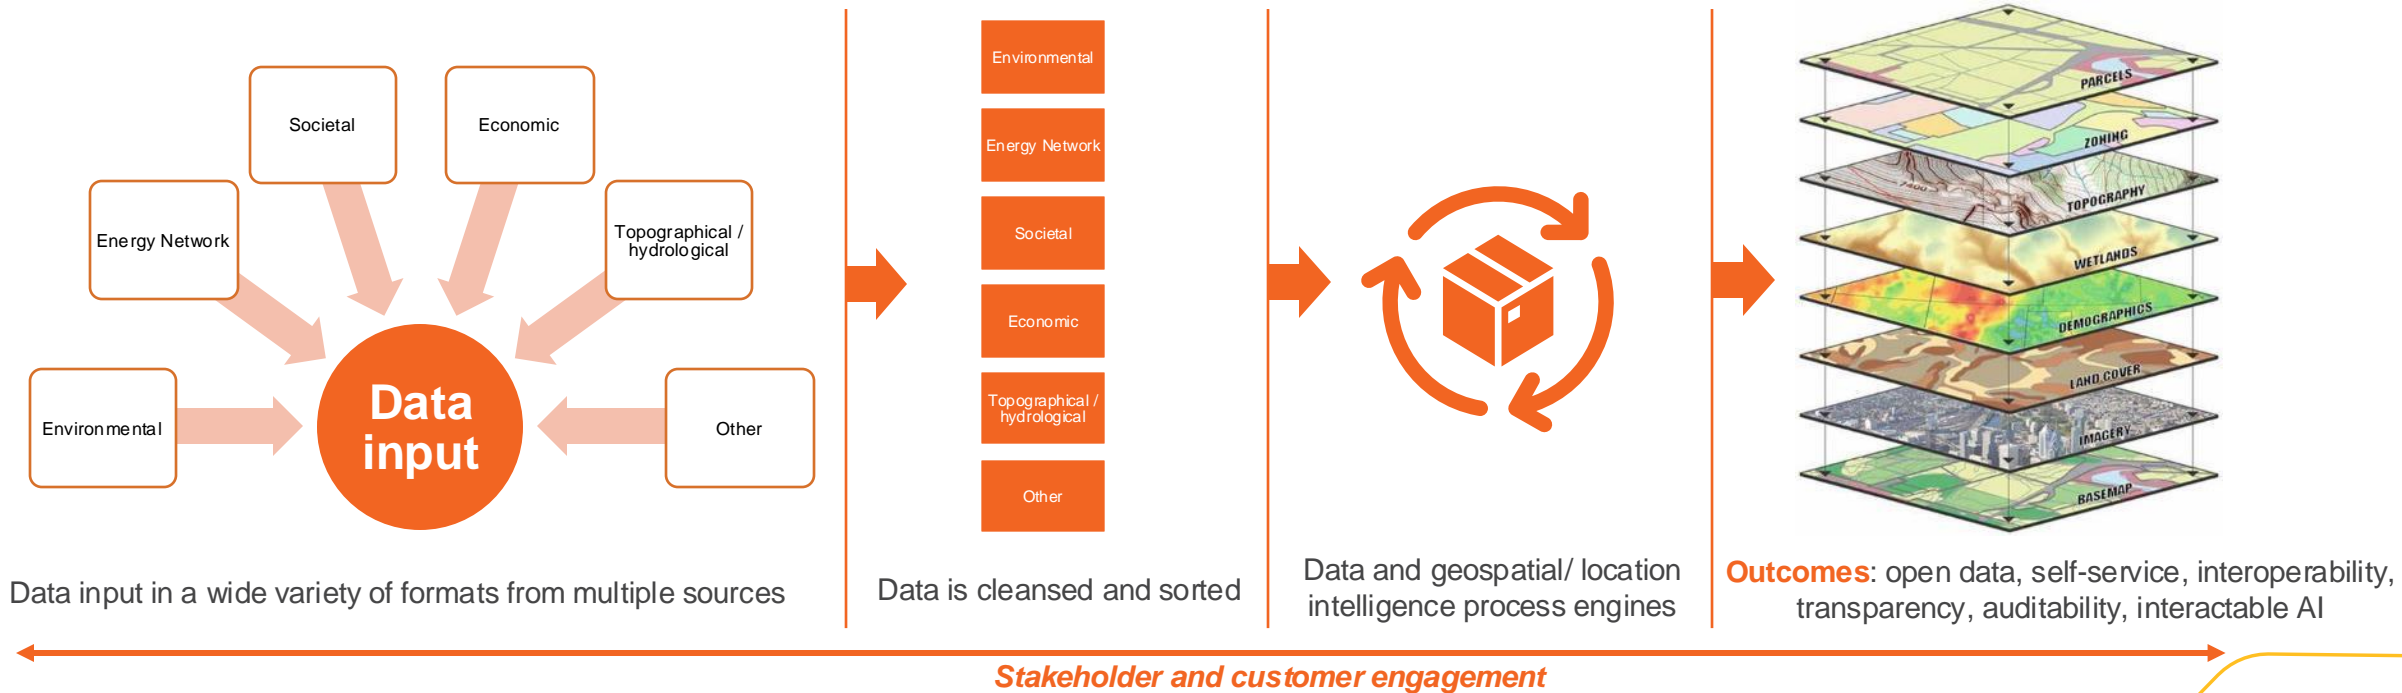 Societal
Economic
Energy Network
Topographical /
hydrological
Environmental
Other
Data
input
Data input in a wide variety of formats from multiple sources
Environmental
Energy Network
Societal
Economic
Topographical /
hydrological
Other
Data is cleansed and sorted
Data and geospatial/ location
intelligence process engines
PARCELS
ZONING
7400
TOPOGRAPHY
WETLANDS
DEMOGRAPHICS
LAND COVER
IMAGERY
BASEMAP
Outcomes: open data, self-service, interoperability,
transparency, auditability, interactable AI
Stakeholder and customer engagement